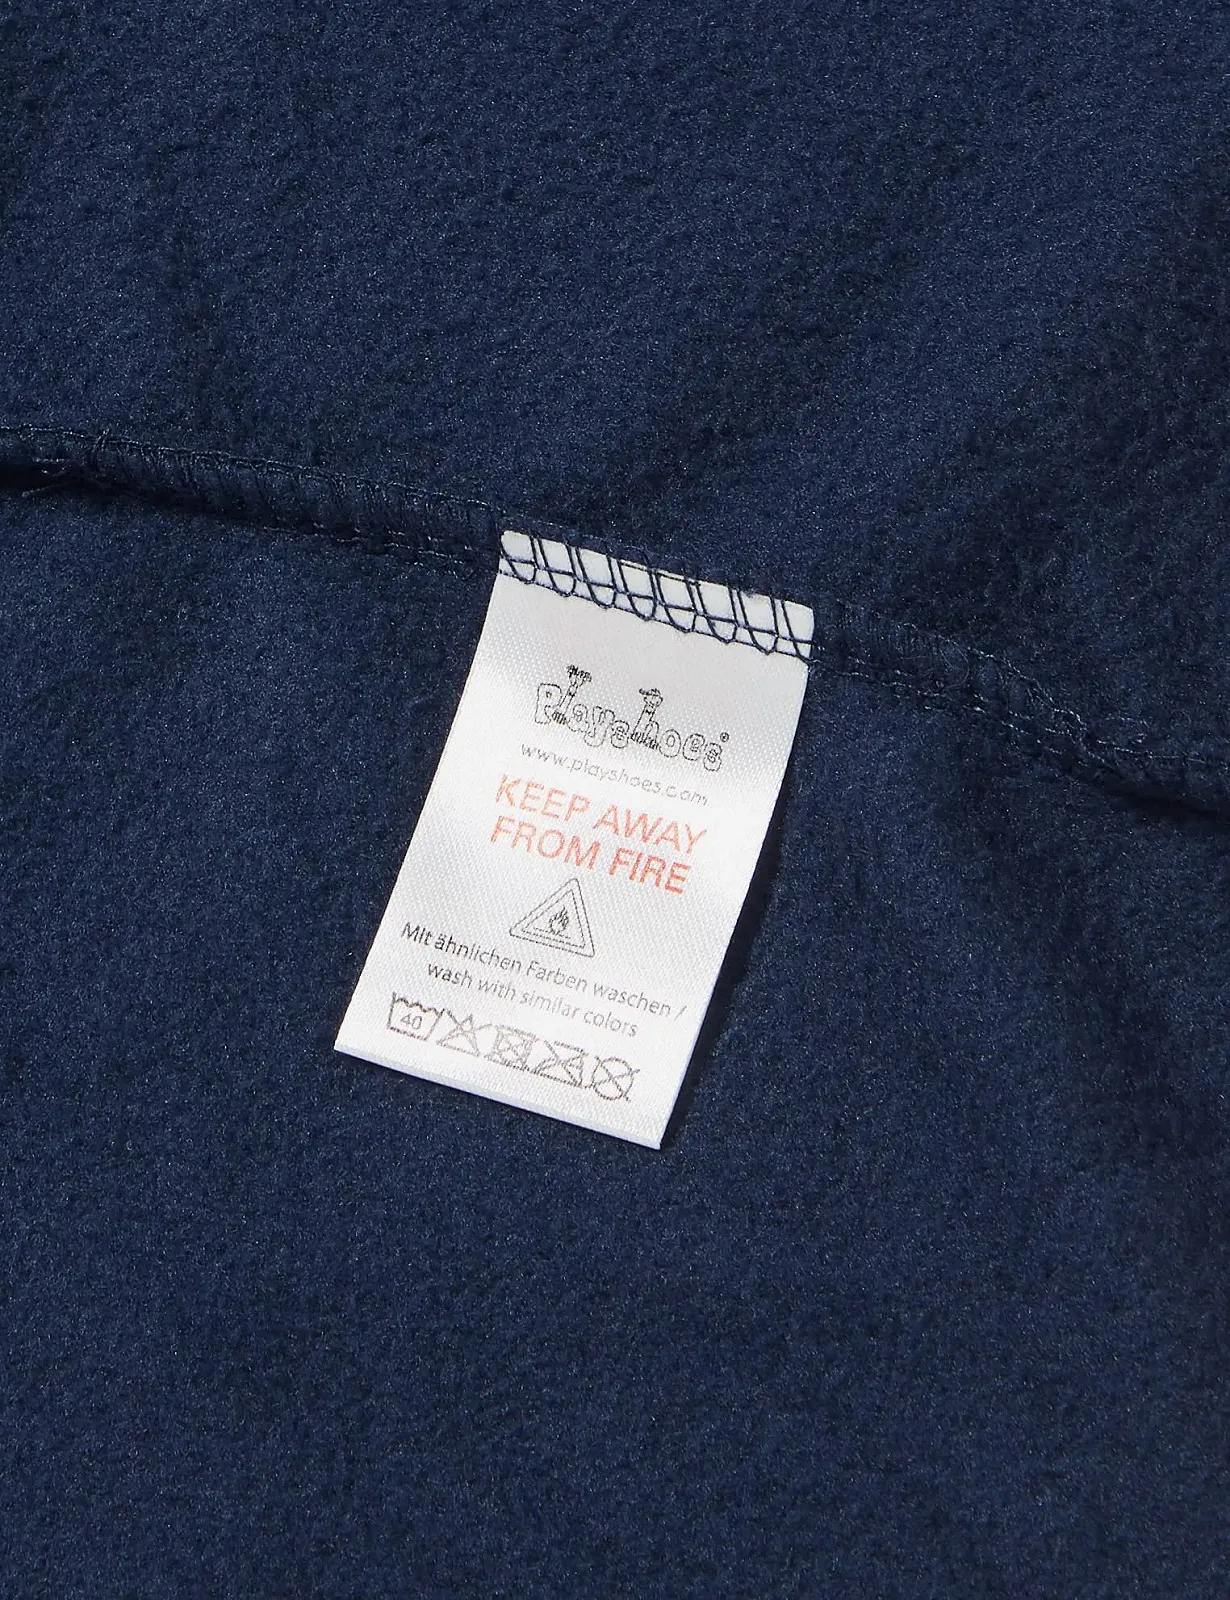 Playshoes®
www.playshoes.com
KEEP AWAY
FROM FIRE
Mit ähnlichen Farben waschen /
wash with similar colors
40